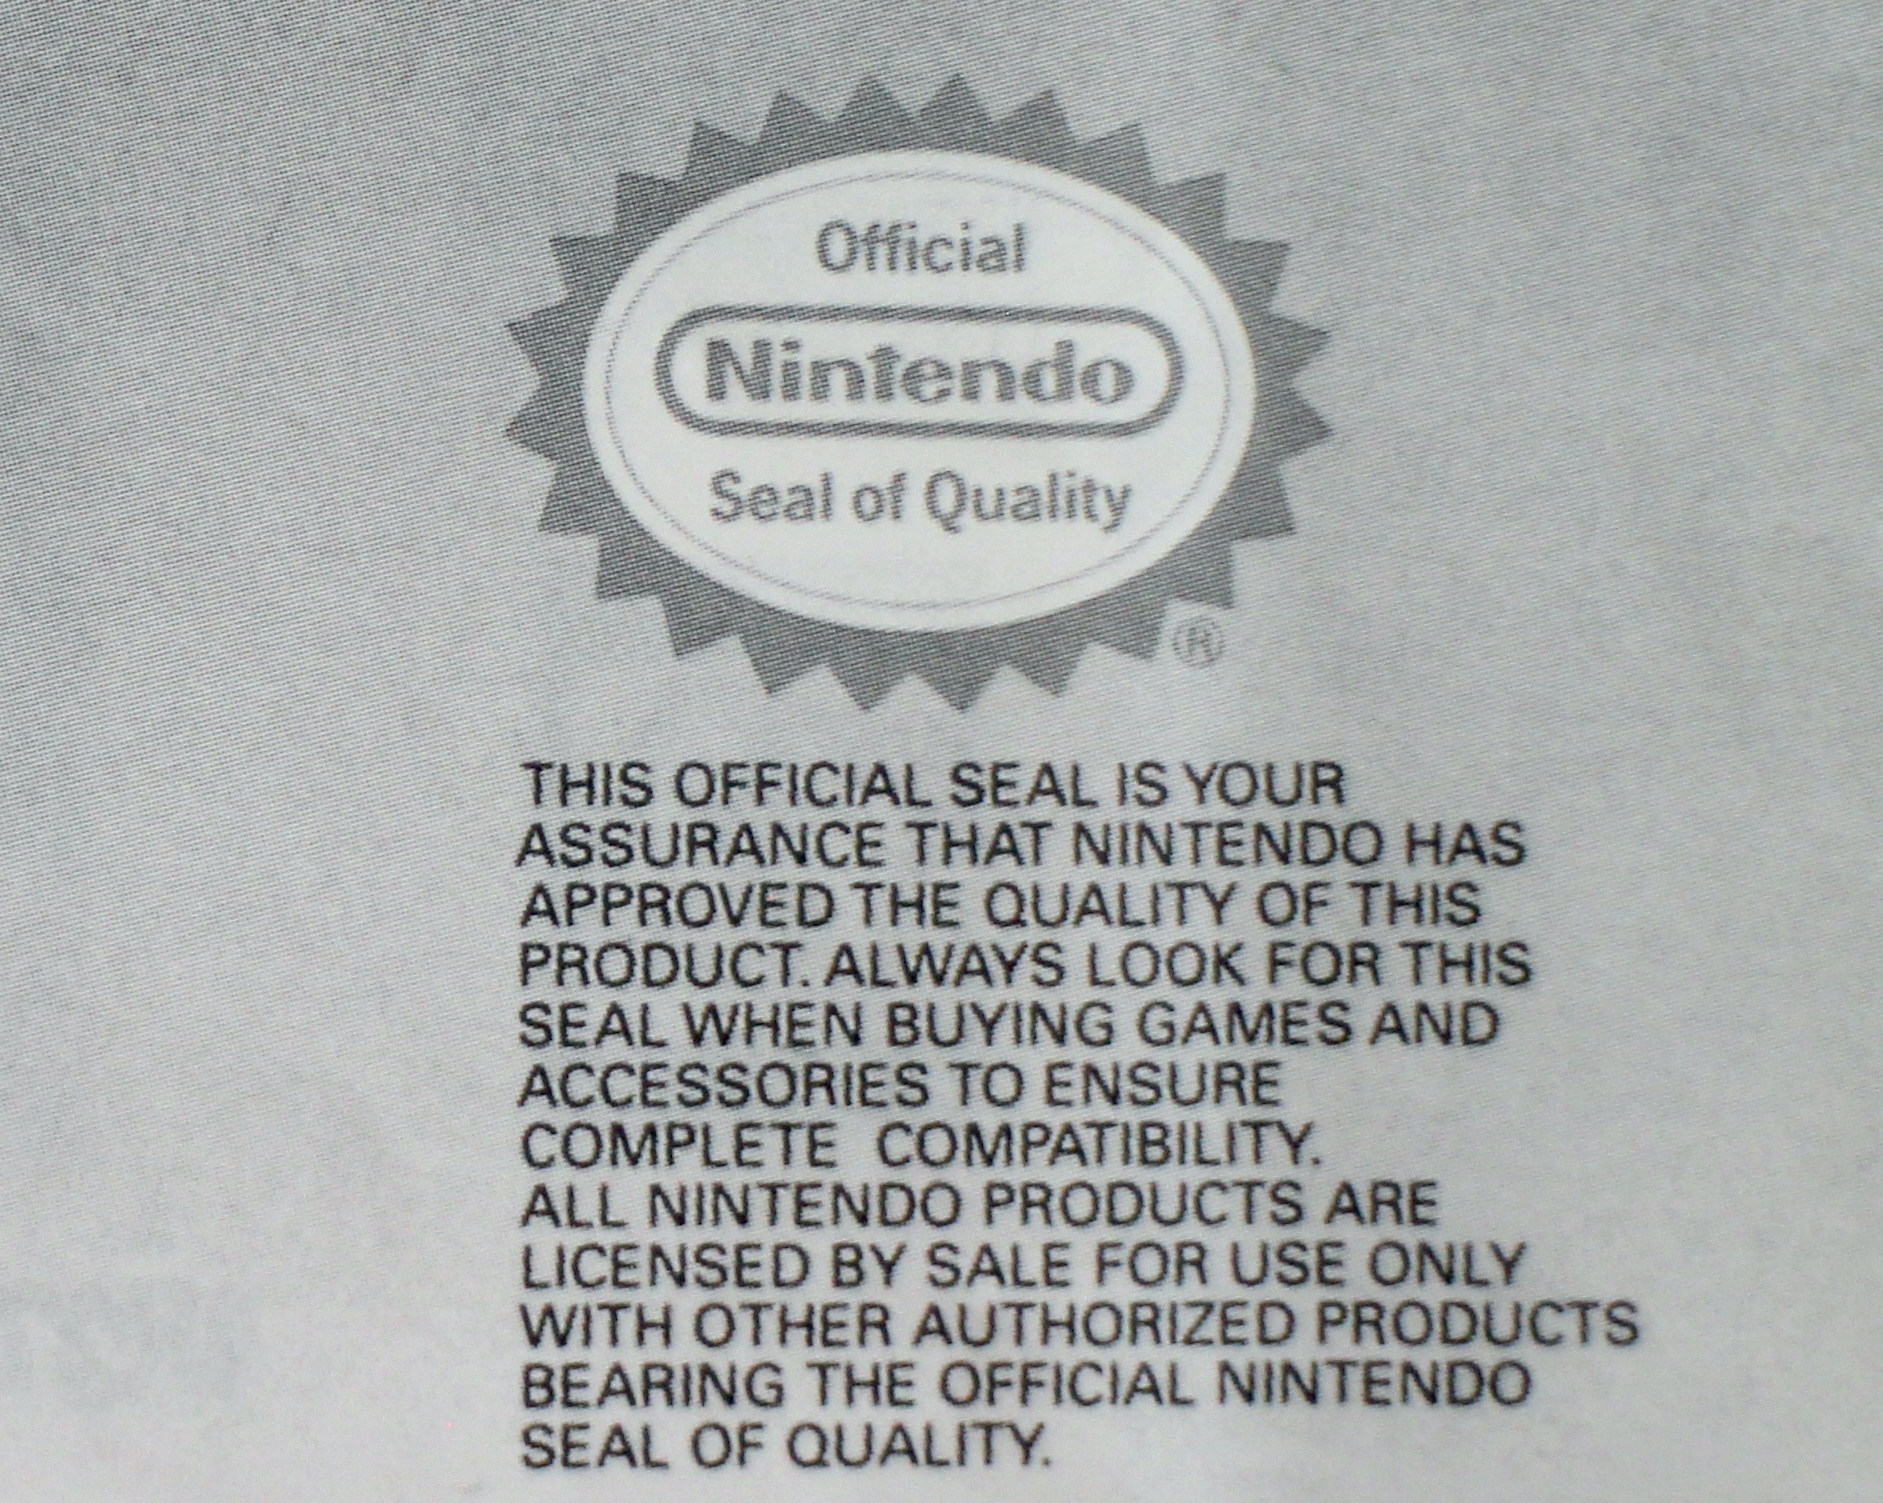 Official
Nintendo
Seal of Quality
®
THIS OFFICIAL SEAL IS YOUR
ASSURANCE THAT NINTENDO HAS
APPROVED THE QUALITY OF THIS
PRODUCT. ALWAYS LOOK FOR THIS
SEAL WHEN BUYING GAMES AND
ACCESSORIES TO ENSURE
COMPLETE COMPATIBILITY.
ALL NINTENDO PRODUCTS ARE
LICENSED BY SALE FOR USE ONLY
WITH OTHER AUTHORIZED PRODUCTS
BEARING THE OFFICIAL NINTENDO
SEAL OF QUALITY.